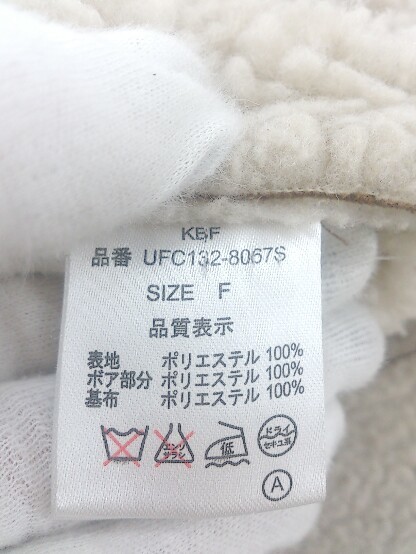 KBF
品番 UFC132-8067S
SIZE F
品質表示
表地 ポリエステル 100%
ボア部分 ポリエステル 100%
基布 ポリエステル 100%
エンソ
サラシ
低
ドライ
セキユ系
A